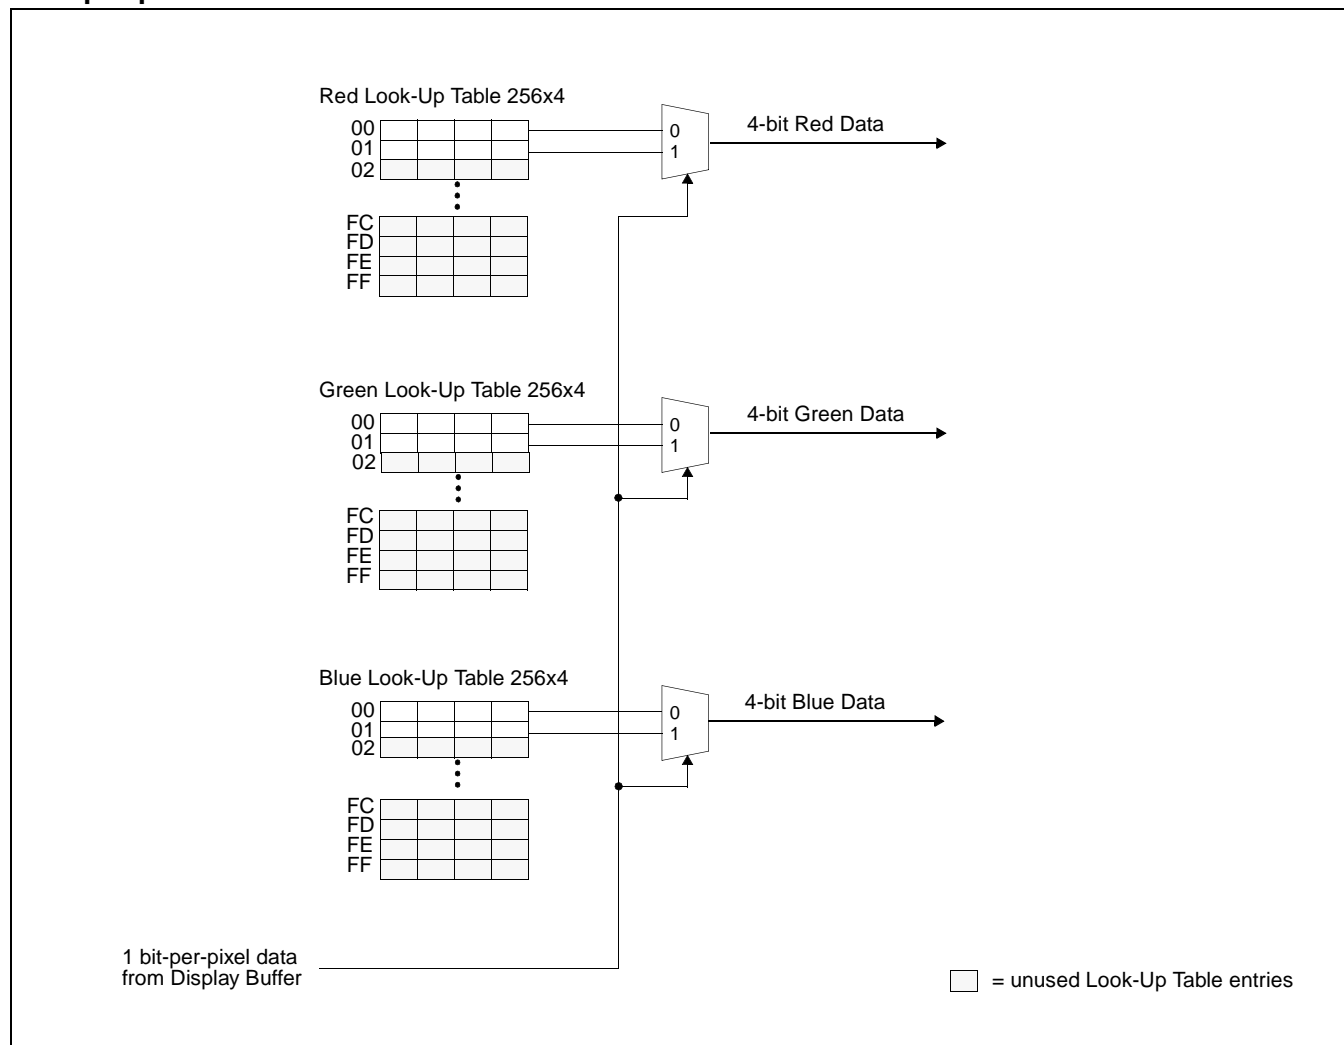 Red Look-Up Table 256x4
00
01
02
FC
FD
FE
FF
0
1
4-bit Red Data
Green Look-Up Table 256x4
00
01
02
FC
FD
FE
FF
0
1
4-bit Green Data
Blue Look-Up Table 256x4
00
01
02
FC
FD
FE
FF
0
1
4-bit Blue Data
1 bit-per-pixel data
from Display Buffer
= unused Look-Up Table entries